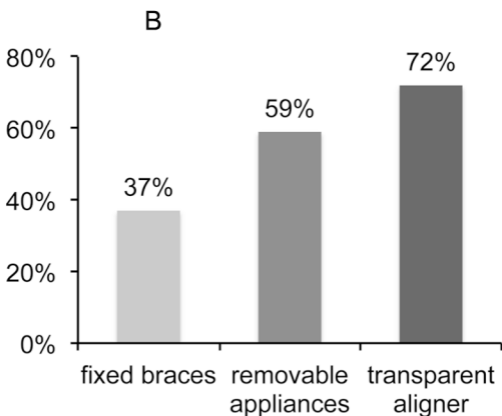 B
80%
72%
59%
60%
37%
40%
20%
0%
fixed braces
removable
appliances
transparent
aligner